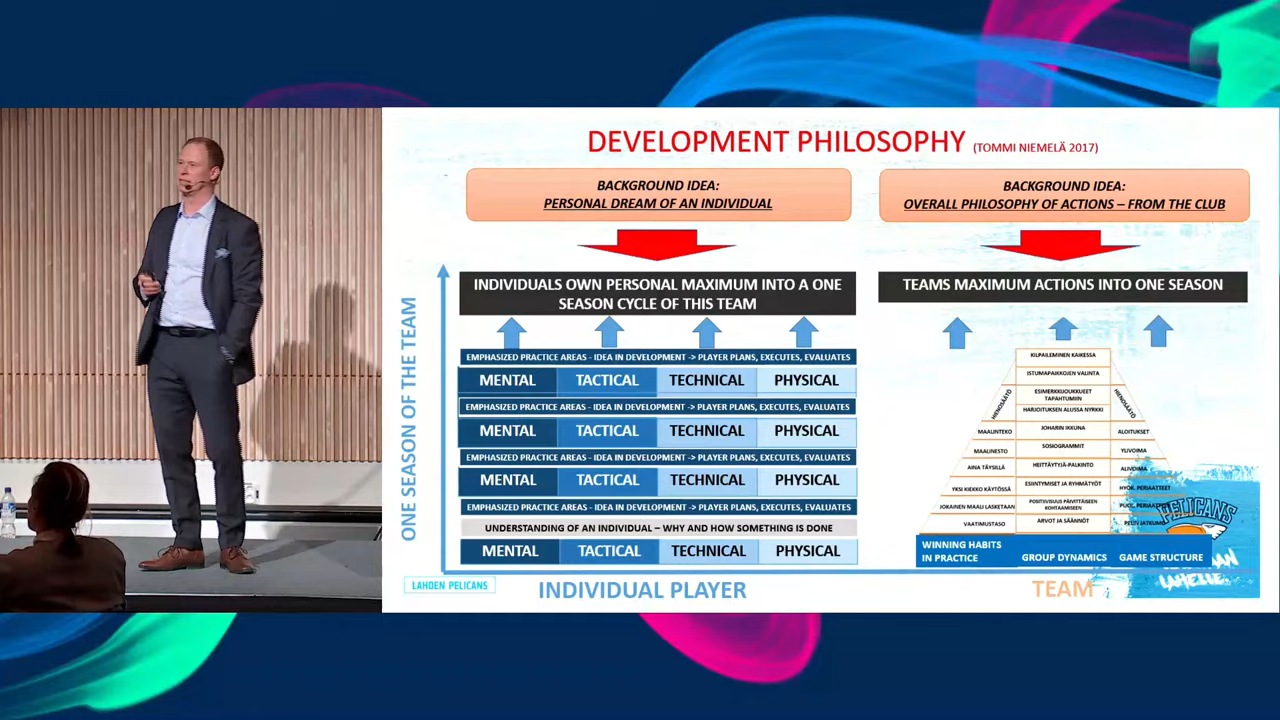 DEVELOPMENT PHILOSOPHY (TOMMI NIEMELÄ 2017)
BACKGROUND IDEA:
PERSONAL DREAM OF AN INDIVIDUAL
BACKGROUND IDEA:
OVERALL PHILOSOPHY OF ACTIONS – FROM THE CLUB
ONE SEASON OF THE TEAM
INDIVIDUALS OWN PERSONAL MAXIMUM INTO A ONE
SEASON CYCLE OF THIS TEAM
EMPHASIZED PRACTICE AREAS - IDEA IN DEVELOPMENT -> PLAYER PLANS, EXECUTES, EVALUATES
MENTAL TACTICAL TECHNICAL PHYSICAL
EMPHASIZED PRACTICE AREAS - IDEA IN DEVELOPMENT -> PLAYER PLANS, EXECUTES, EVALUATES
MENTAL TACTICAL TECHNICAL PHYSICAL
EMPHASIZED PRACTICE AREAS - IDEA IN DEVELOPMENT -> PLAYER PLANS, EXECUTES, EVALUATES
MENTAL TACTICAL TECHNICAL PHYSICAL
EMPHASIZED PRACTICE AREAS - IDEA IN DEVELOPMENT -> PLAYER PLANS, EXECUTES, EVALUATES
UNDERSTANDING OF AN INDIVIDUAL – WHY AND HOW SOMETHING IS DONE
MENTAL TACTICAL TECHNICAL PHYSICAL
LAHDEN PELICANS
INDIVIDUAL PLAYER
TEAMS MAXIMUM ACTIONS INTO ONE SEASON
HIENOSÄÄTÖ
MAALINTEKO
MAALINESTO
AINA TÄYSILLÄ
YKSI KIEKKO KÄYTÖSSÄ
JOKAINEN MAALI LASKETAAN
VAATIMUSTASO
KILPAILEMINEN KAIKESSA
ISTUMAPAIKKOJEN VALINTA
ESIMERKKIJOUKKUEET
TAPAHTUMIIN
HARJOITUKSEN ALUSSA NYRKKI
JOHARIN IKKUNA
SOSIOGRAMMIT
HEITTÄYTYJÄ-PALKINTO
ESIINTYMISET JA RYHMÄTYÖT
POSITIIVISUUS PÄIVITTÄISEEN
KOHTAAMISEEN
ARVOT JA SÄÄNNÖT
HIENOSÄÄTÖ
ALOITUKSET
YLIVOIMA
ALIVOIMA
HYÖK. PERIAATTEET
PUOL. PERIAATTEET
PELIN JATKUMO
WINNING HABITS
IN PRACTICE
GROUP DYNAMICS
GAME STRUCTURE
PELICANS
TEAM